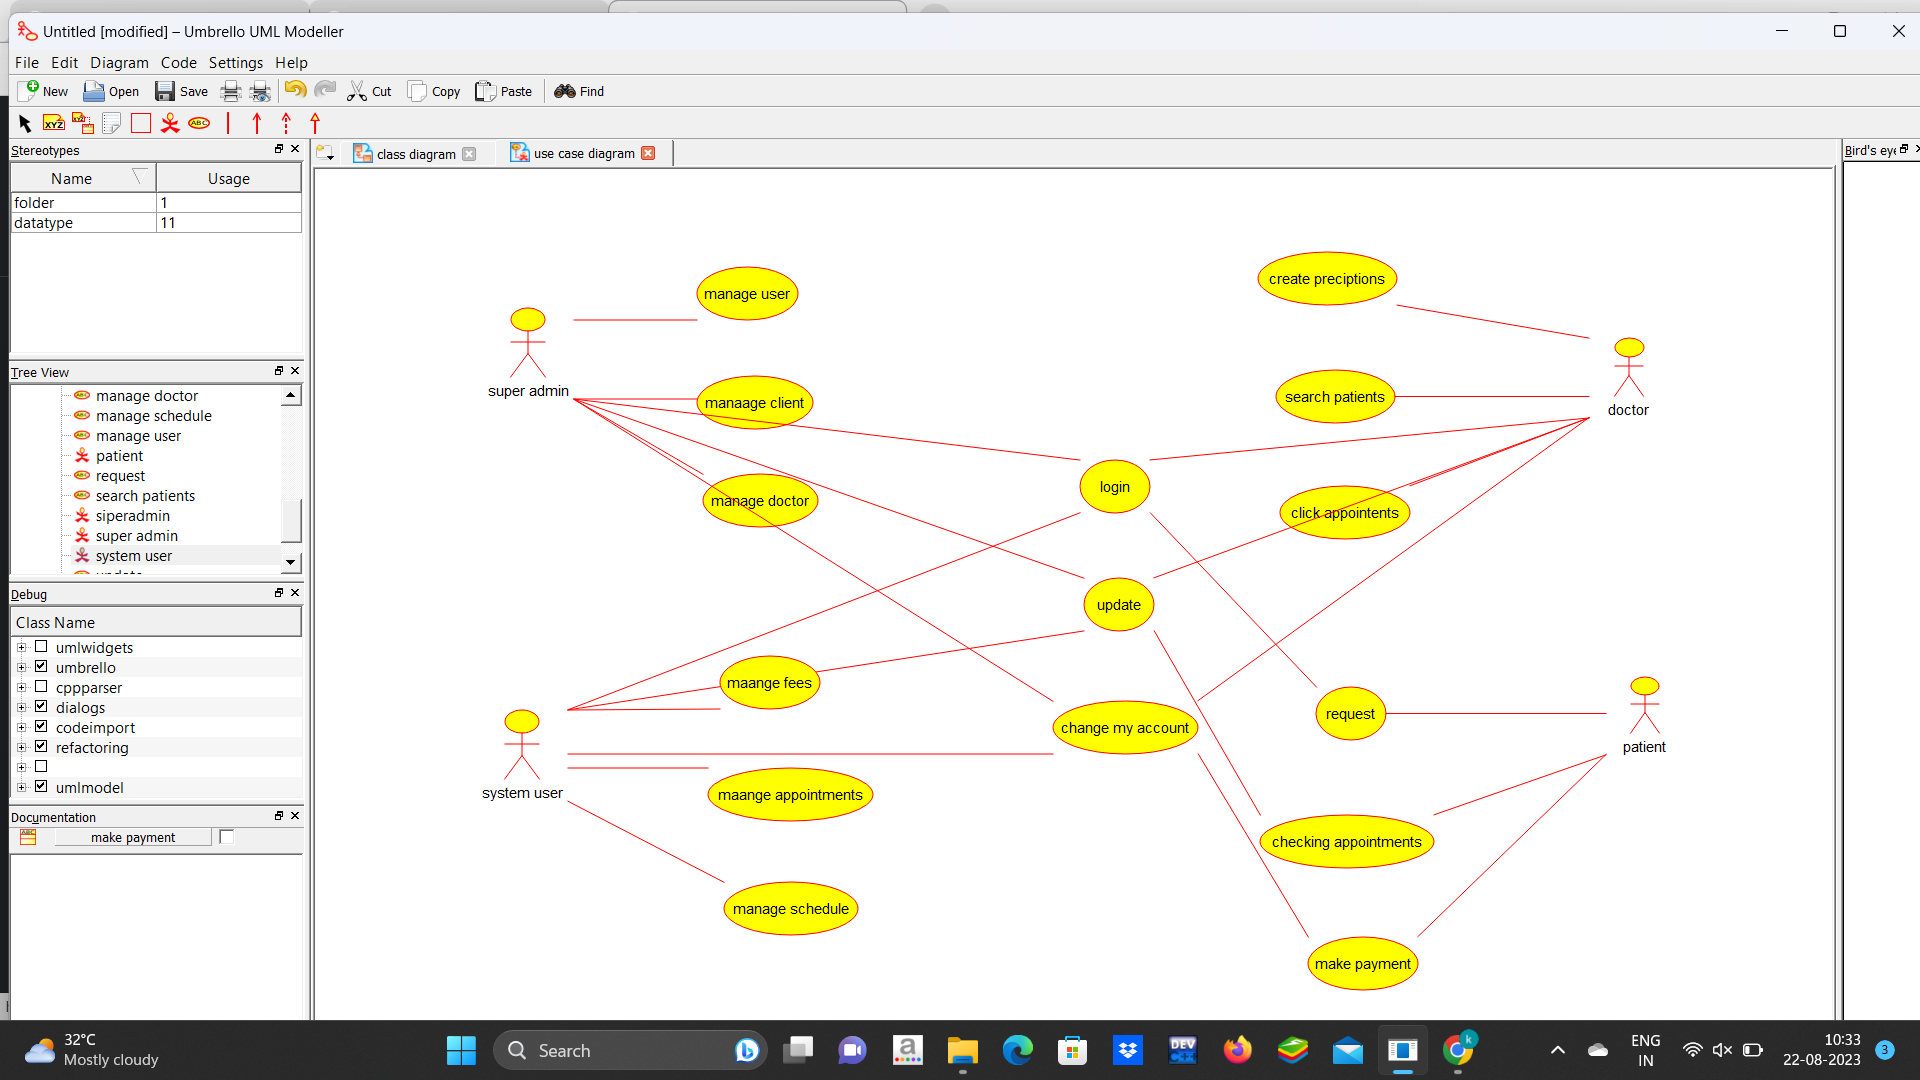 Untitled [modified] – Umbrello UML Modeller
File Edit Diagram Code Settings Help
New Open Save Cut Copy Paste Find
XYZ ABC
Stereotypes
class diagram
use case diagram
Bird's eye
Name Usage
folder 1
datatype 11
Tree View
manage doctor
manage schedule
manage user
patient
request
search patients
siperadmin
super admin
system user
update
Debug
Class Name
umlwidgets
umbrello
cppparser
dialogs
codeimport
refactoring
umlmodel
Documentation
make payment
manage user
create preciptions
super admin
manaage client
search patients
doctor
login
manage doctor
click appointents
update
maange fees
change my account
request
patient
system user
maange appointments
checking appointments
manage schedule
make payment
32°C
Mostly cloudy
Search
a
DEV
C++
k
ENG
IN
10:33
22-08-2023
3